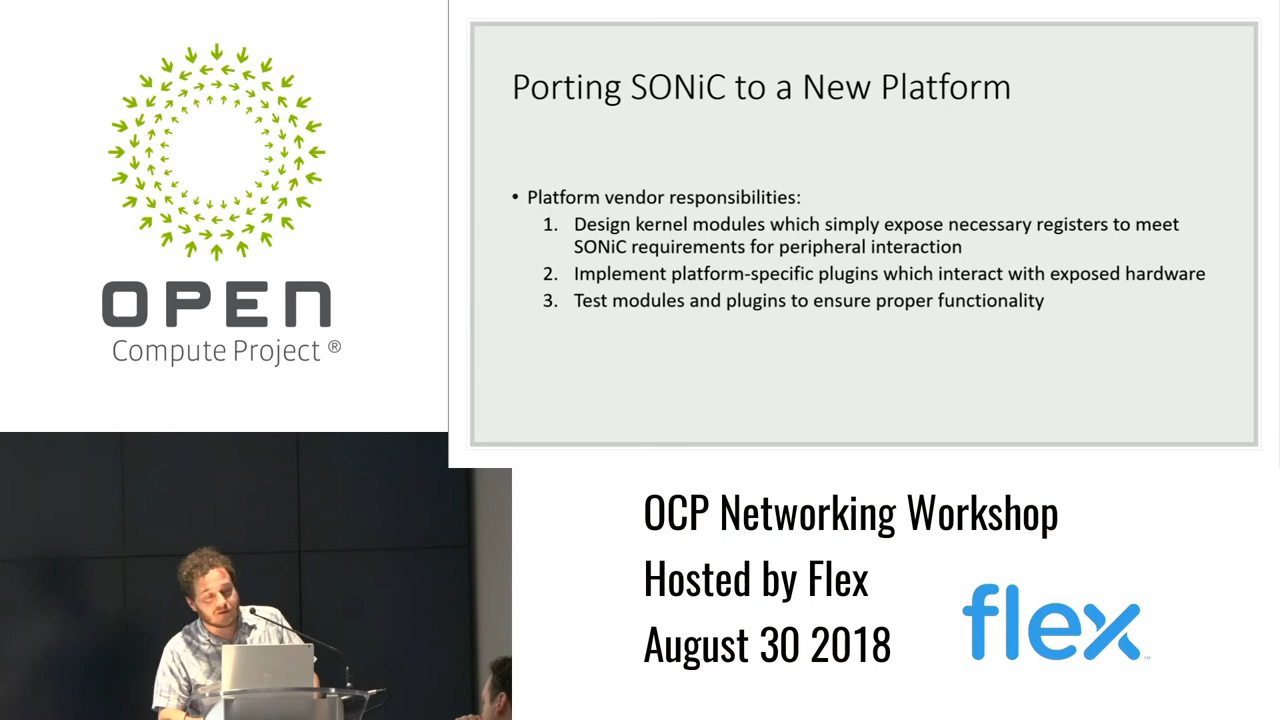 OPEN
Compute Project ®
Porting SONiC to a New Platform
• Platform vendor responsibilities:
1. Design kernel modules which simply expose necessary registers to meet
SONiC requirements for peripheral interaction
2. Implement platform-specific plugins which interact with exposed hardware
3. Test modules and plugins to ensure proper functionality
OCP Networking Workshop
Hosted by Flex
August 30 2018
flex